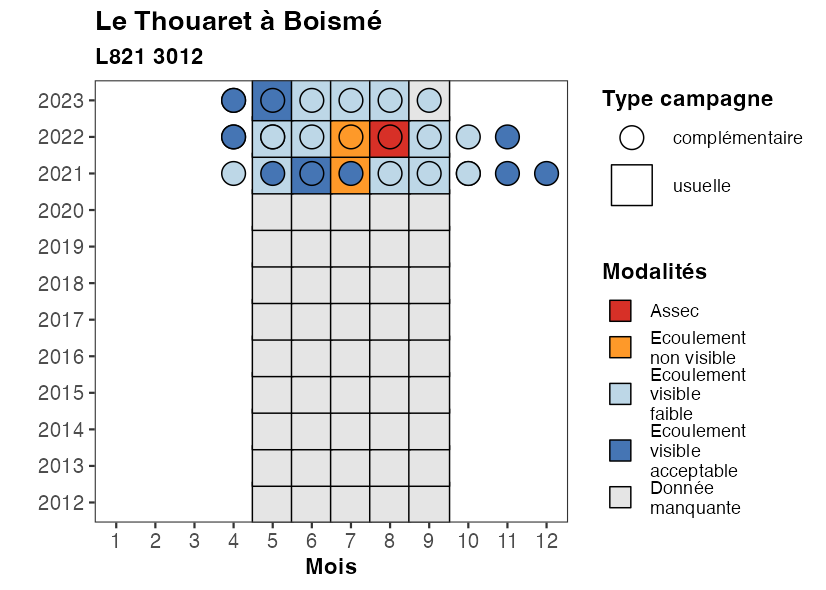 Le Thouaret à Boismé
L821 3012
2023
2022
2021
2020
2019
2018
2017
2016
2015
2014
2013
2012
1 2 3 4 5 6 7 8 9 10 11 12
Mois
Type campagne
complémentaire
usuelle
Modalités
Assec
Ecoulement
non visible
Ecoulement
visible
faible
Ecoulement
visible
acceptable
Donnée
manquante